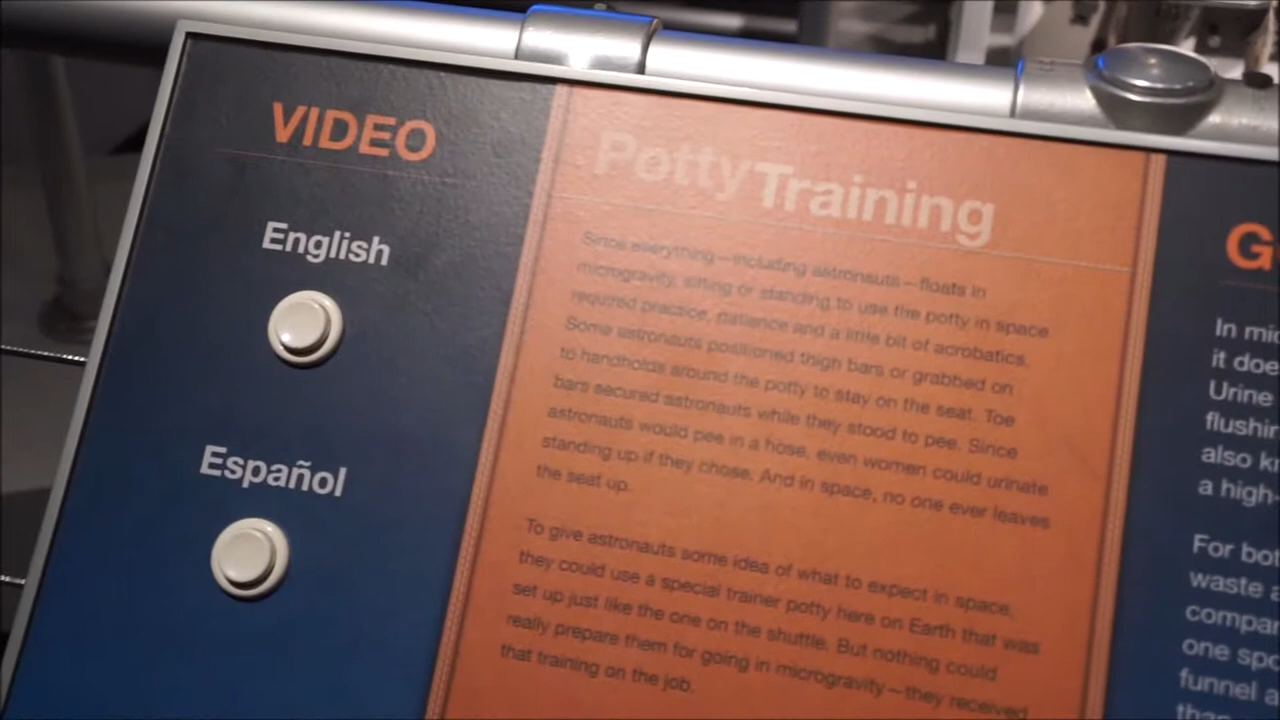 VIDEO
English
Español
Potty Training
Since everything—including astronauts—floats in
microgravity, sitting or standing to use the potty in space
required practice, patience and a little bit of acrobatics.
Some astronauts positioned thigh bars or grabbed on
to handholds around the potty to stay on the seat. Toe
bars secured astronauts while they stood to pee. Since
astronauts would pee in a hose, even women could urinate
standing up if they chose. And in space, no one ever leaves
the seat up.
To give astronauts some idea of what to expect in space,
they could use a special trainer potty here on Earth that was
set up just like the one on the shuttle. But nothing could
really prepare them for going in microgravity—they received
that training on the job.
G
In mic
it doe
Urine
flushin
also kn
a high-
For bot
waste a
compar
one spo
funnel a
than